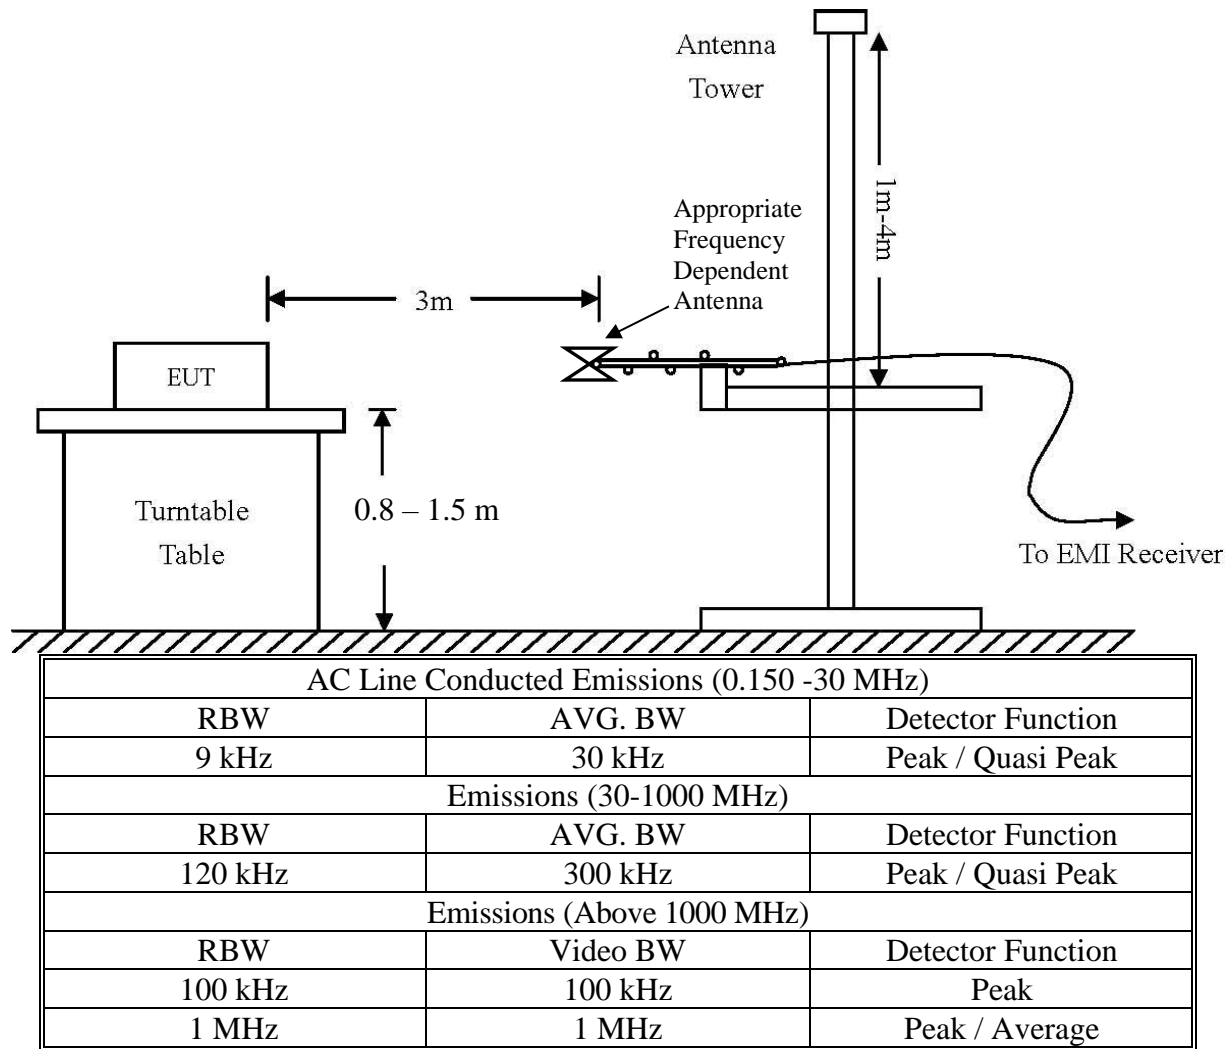 Antenna
Tower
1m-4m
Appropriate
Frequency
Dependent
Antenna
3m
EUT
0.8 – 1.5 m
Turntable
Table
To EMI Receiver
AC Line Conducted Emissions (0.150 -30 MHz)
RBW AVG. BW Detector Function
9 kHz 30 kHz Peak / Quasi Peak
Emissions (30-1000 MHz)
RBW AVG. BW Detector Function
120 kHz 300 kHz Peak / Quasi Peak
Emissions (Above 1000 MHz)
RBW Video BW Detector Function
100 kHz 100 kHz Peak
1 MHz 1 MHz Peak / Average